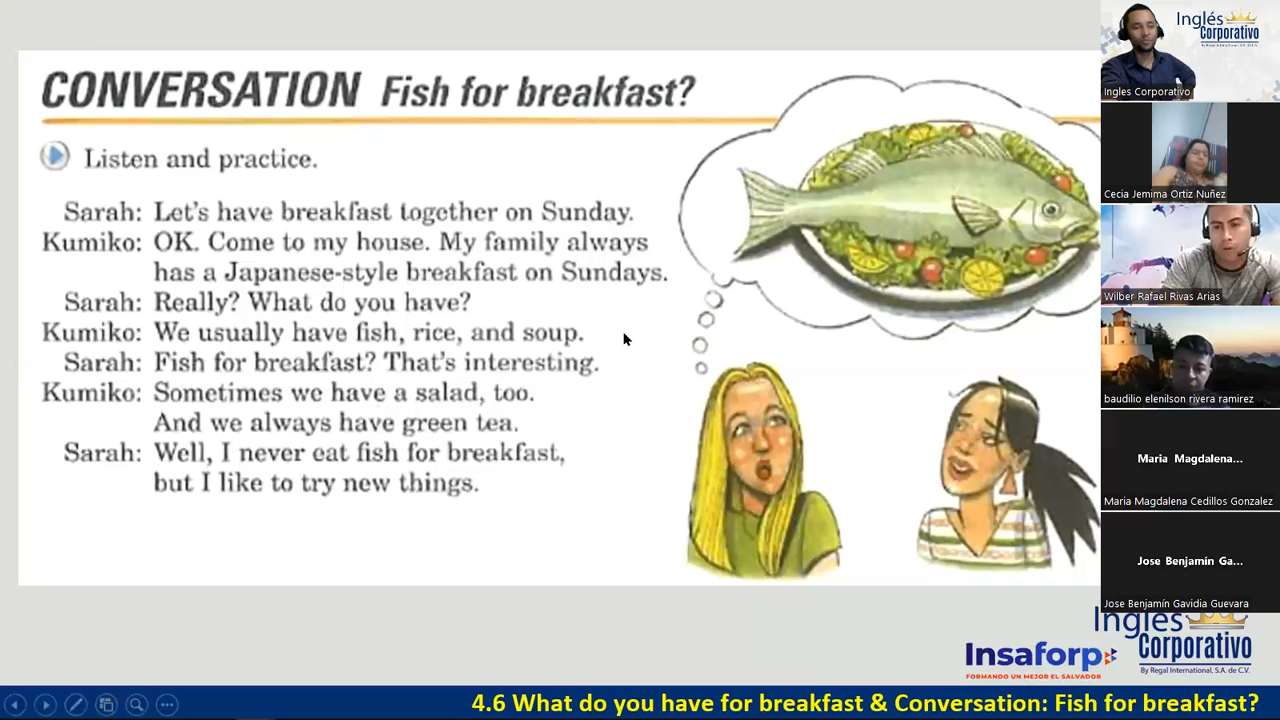 CONVERSATION Fish for breakfast?
Listen and practice.
Sarah: Let's have breakfast together on Sunday.
Kumiko: OK. Come to my house. My family always
has a Japanese-style breakfast on Sundays.
Sarah: Really? What do you have?
Kumiko: We usually have fish, rice, and soup.
Sarah: Fish for breakfast? That's interesting.
Kumiko: Sometimes we have a salad, too.
And we always have green tea.
Sarah: Well, I never eat fish for breakfast,
but I like to try new things.
Inglés
Corporativo
Ingles Corporativo
Cecia Jemima Ortiz Nuñez
Wilber Rafael Rivas Arias
baudilio elenilson rivera ramirez
Maria Magdalena...
Maria Magdalena Cedillos Gonzalez
Jose Benjamín Ga...
Jose Benjamín Gavidia Guevara
Insaforp
FORMANDO UN MEJOR EL SALVADOR
Inglés
Corporativo
By Regal International, S.A. de C.V.
4.6 What do you have for breakfast & Conversation: Fish for breakfast?